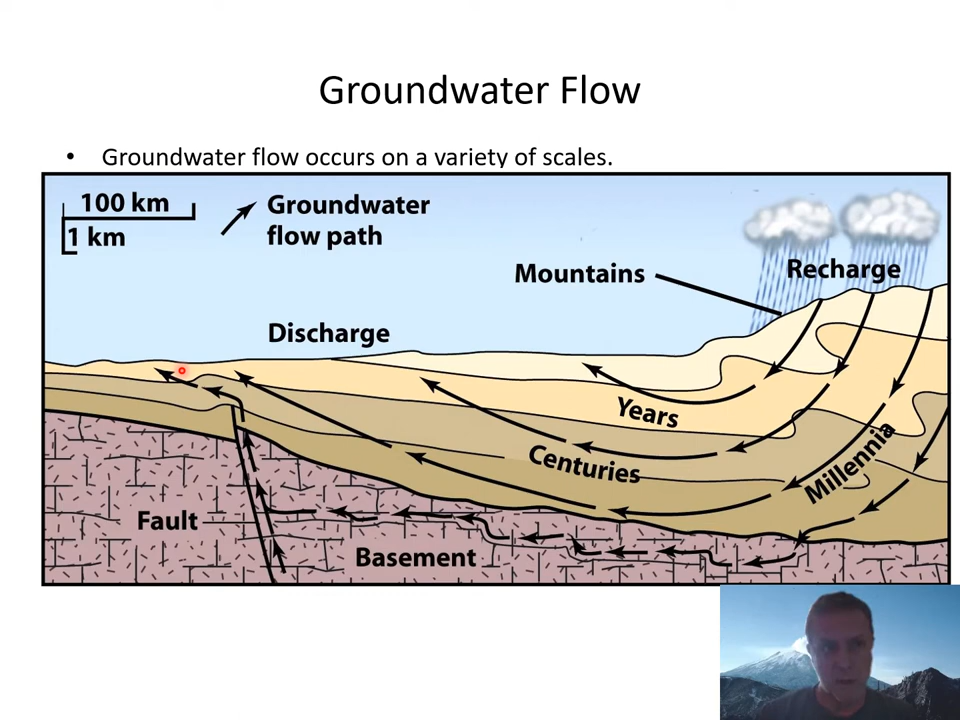 Groundwater Flow
• Groundwater flow occurs on a variety of scales.
100 km
1 km
Groundwater
flow path
Mountains
Recharge
Discharge
Years
Centuries
Millennia
Fault
Basement